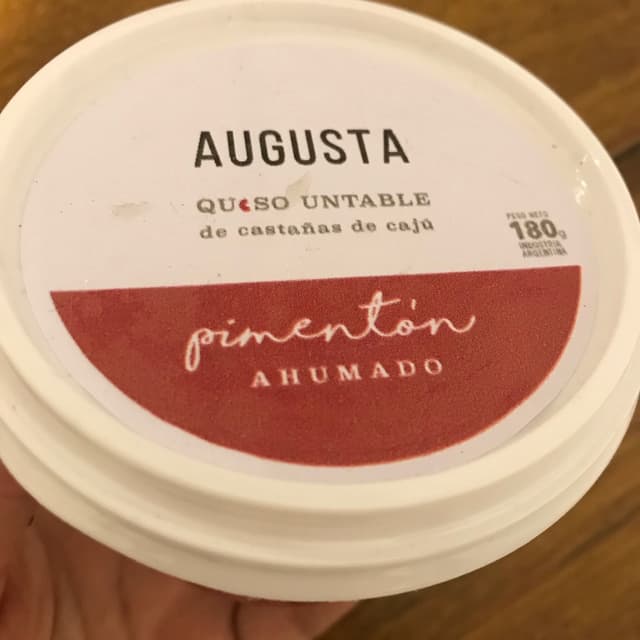 AUGUSTA
QUESO UNTABLE
de castañas de cajú
PESO NETO
180g
INDUSTRIA
ARGENTINA
pimentón
AHUMADO